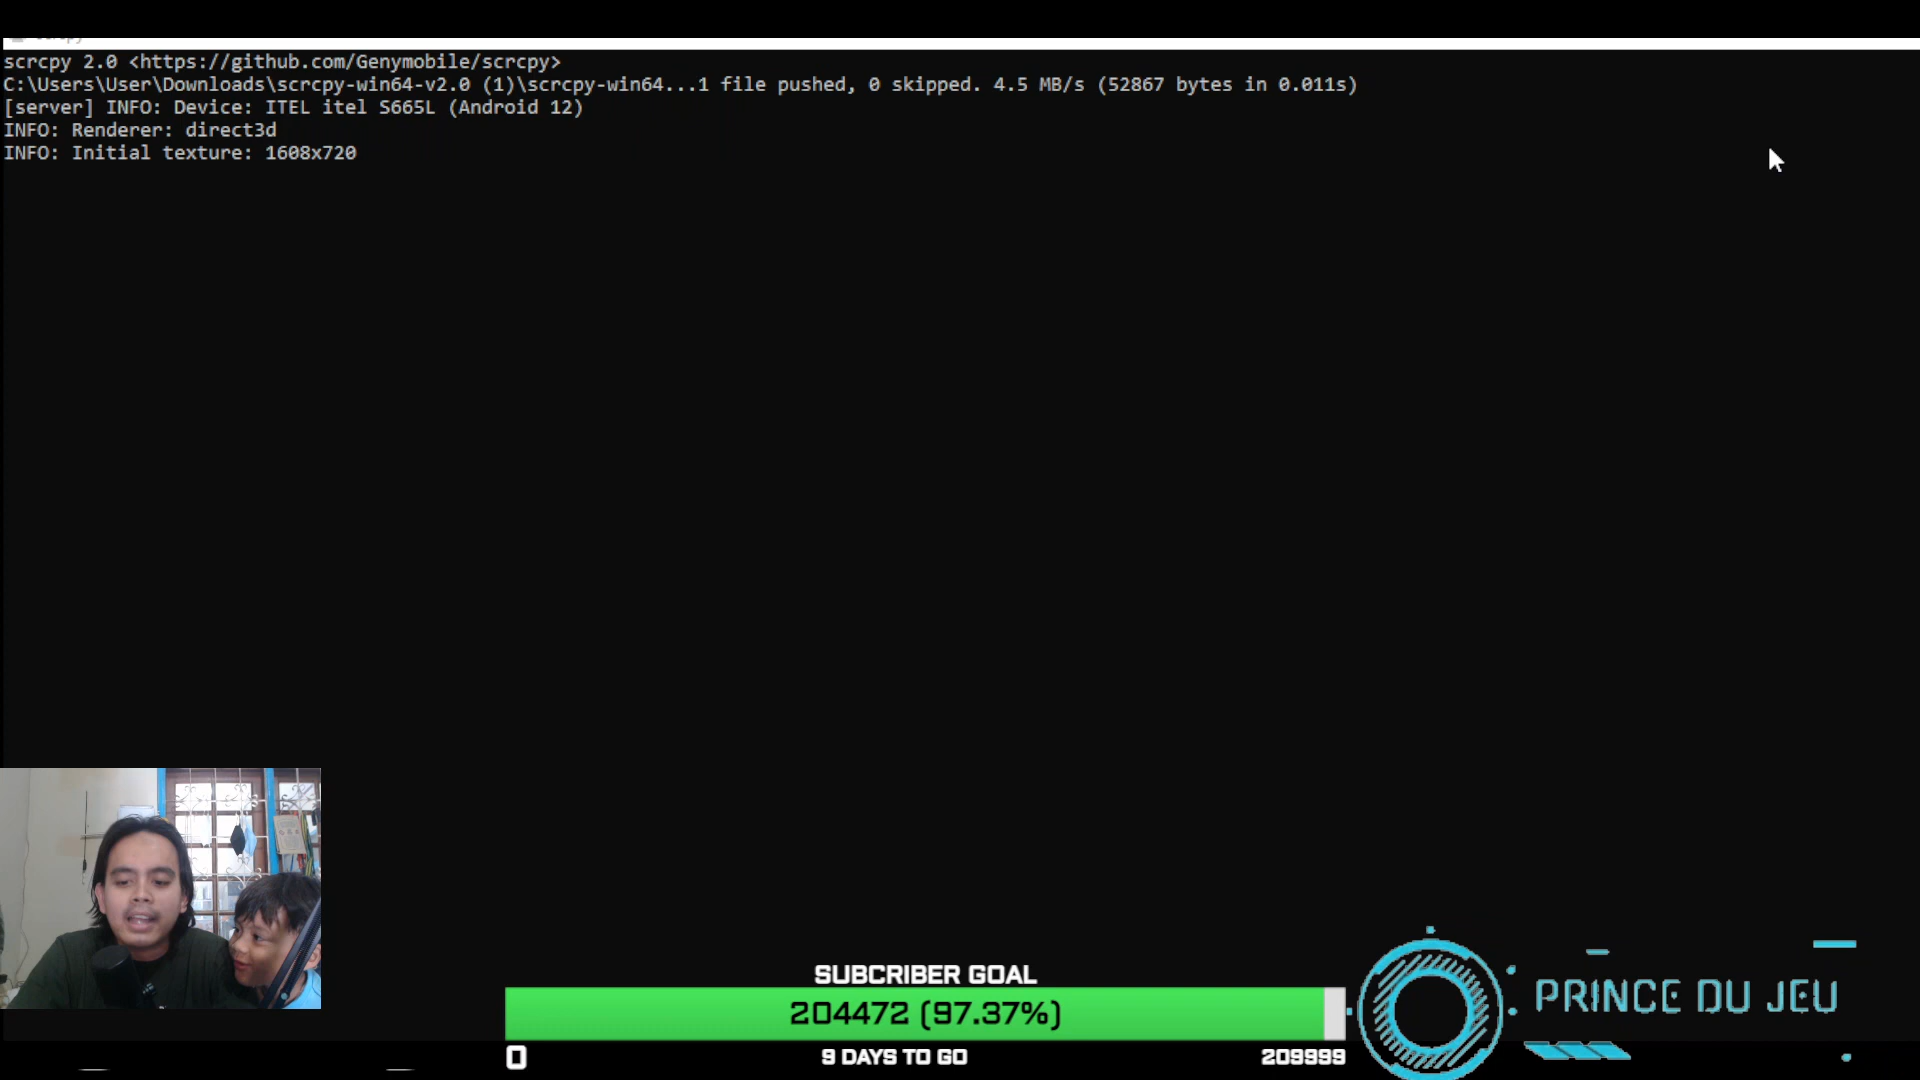 scrcpy 2.0 <https://github.com/Genymobile/scrcpy>
C:\Users\User\Downloads\scrcpy-win64-v2.0 (1)\scrcpy-win64...1 file pushed, 0 skipped. 4.5 MB/s (52867 bytes in 0.011s)
[server] INFO: Device: ITEL itel S665L (Android 12)
INFO: Renderer: direct3d
INFO: Initial texture: 1608x720
SUBCRIBER GOAL
204472 (97.37%)
0
9 DAYS TO GO
209999
PRINCE DU JEU